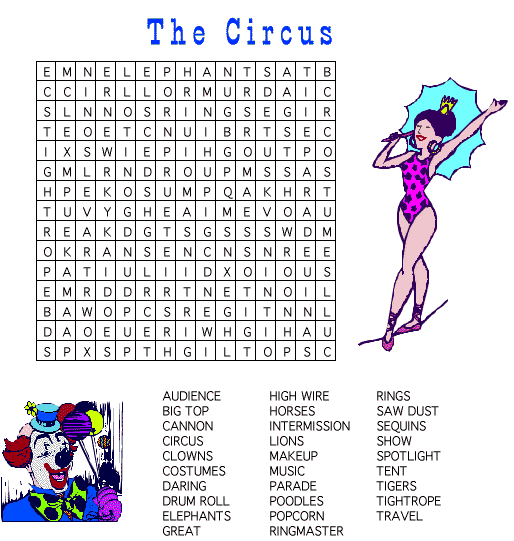 The Circus
E M N E L E P H A N T S A T B
C C I R L L O R M U R D A I C
S L N N O S R I N G S E G I R
T E O E T C N U I B R T S E C
I X S W I E P I H G O U T P O
G M L R N D R O U P M S S A S
H P E K O S U M P Q A K H R T
T U V Y G H E A I M E V O A U
R E A K D G T S G S S S W D M
O K R A N S E N C N S N R E E
P A T I U L I I D X O I O U S
E M R D D R R T N E T N O I L
B A W O P C S R E G I T N N L
D A O E U E R I W H G I H A U
S P X S P T H G I L T O P S C
AUDIENCE
BIG TOP
CANNON
CIRCUS
CLOWNS
COSTUMES
DARING
DRUM ROLL
ELEPHANTS
GREAT
HIGH WIRE
HORSES
INTERMISSION
LIONS
MAKEUP
MUSIC
PARADE
POODLES
POPCORN
RINGMASTER
RINGS
SAW DUST
SEQUINS
SHOW
SPOTLIGHT
TENT
TIGERS
TIGHTROPE
TRAVEL